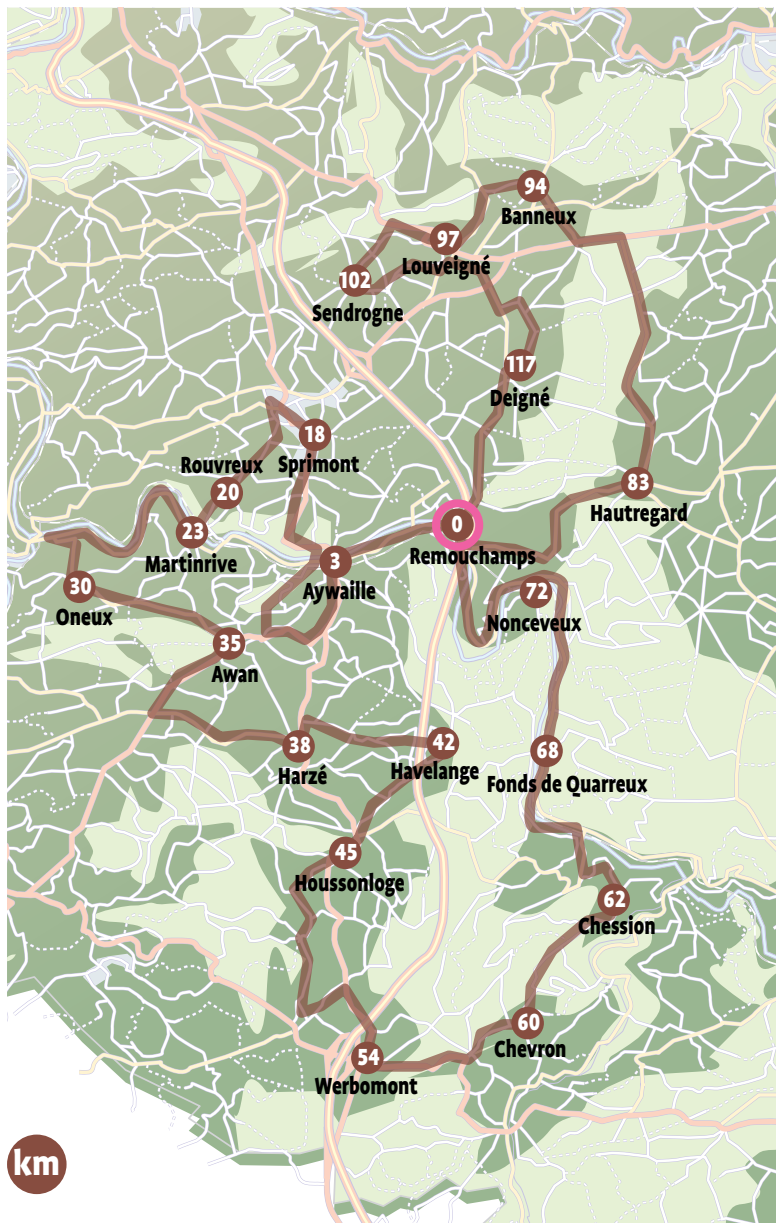 94
Banneux
97
Louveigné
102
Sendrogne
117
Deigné
18
Sprimont
Rouvreux
20
83
Hautregard
0
Remouchamps
23
Martinrive
3
Aywaille
30
Oneux
72
Nonceveux
35
Awan
38
Harzé
42
Havelange
68
Fonds de Quarreux
45
Houssonloge
62
Chession
60
Chevron
54
Werbomont
km